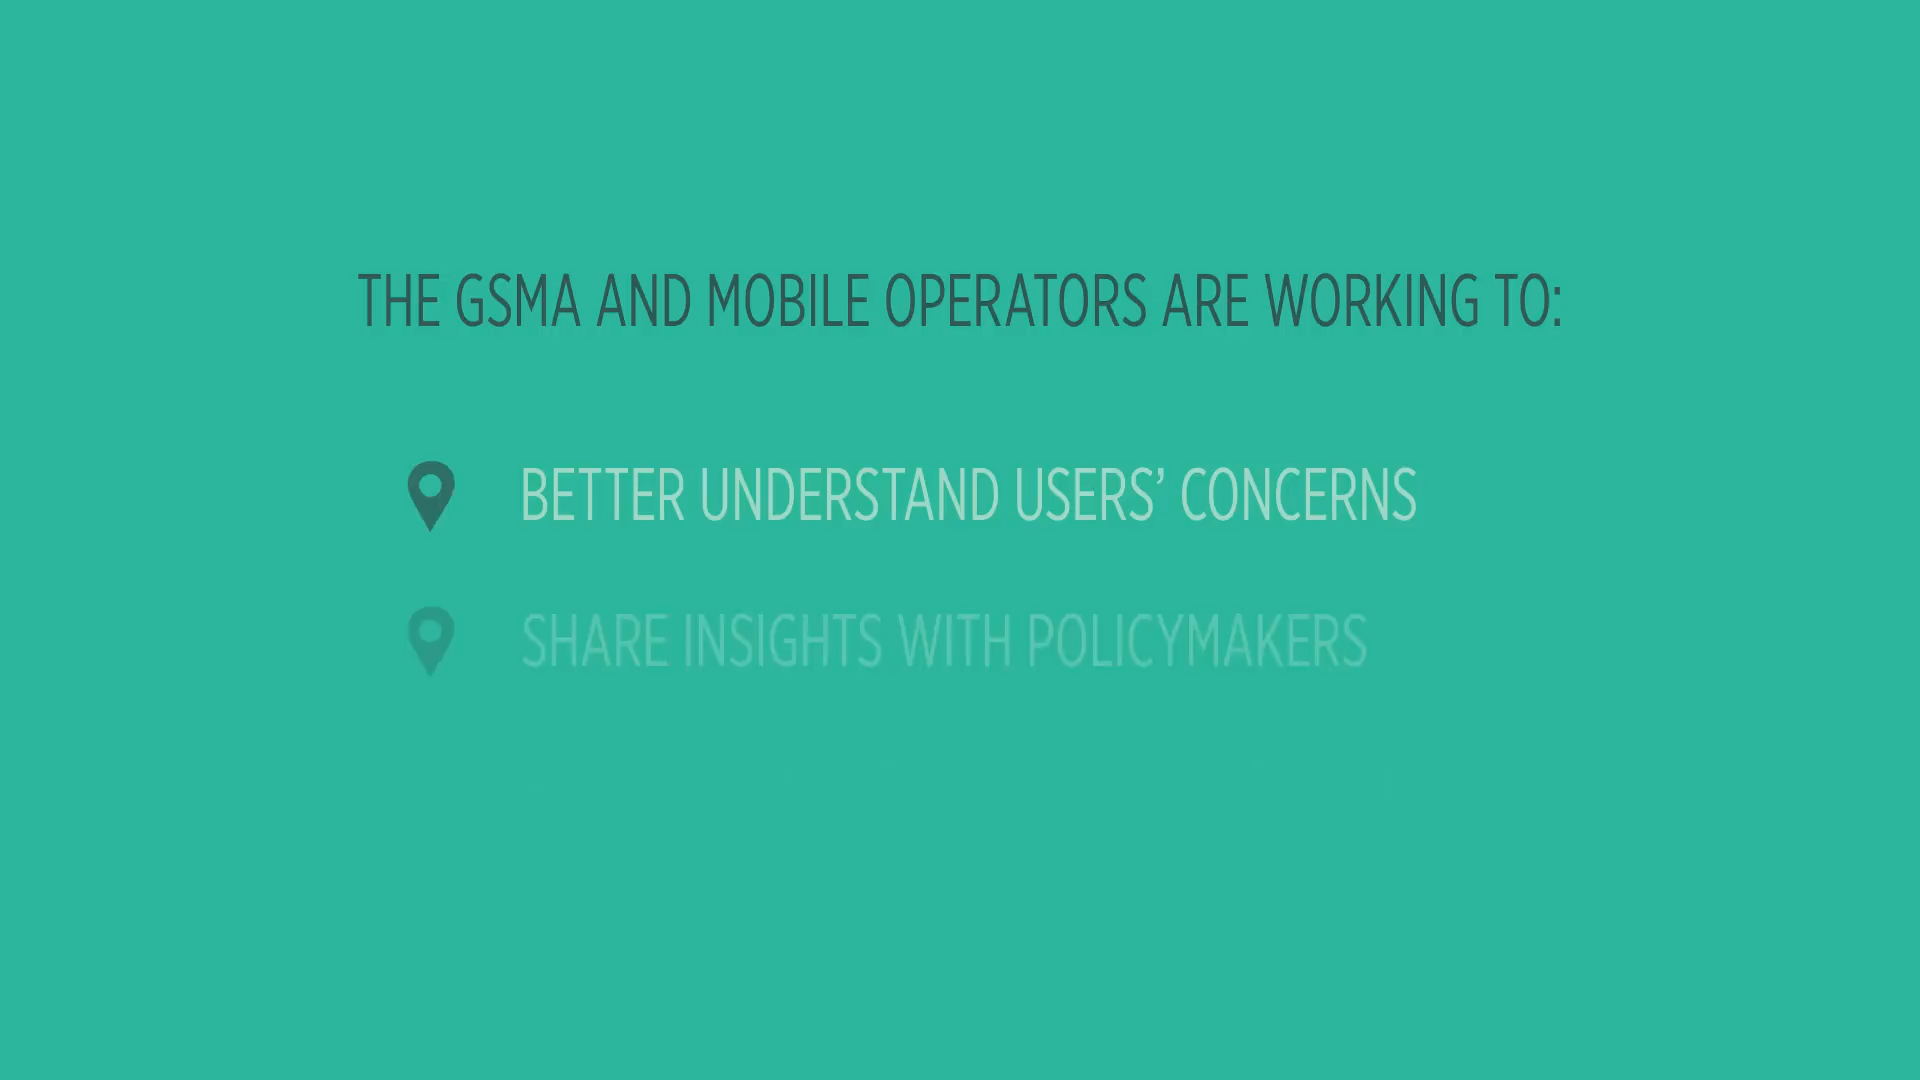 THE GSMA AND MOBILE OPERATORS ARE WORKING TO:
BETTER UNDERSTAND USERS’ CONCERNS
SHARE INSIGHTS WITH POLICYMAKERS